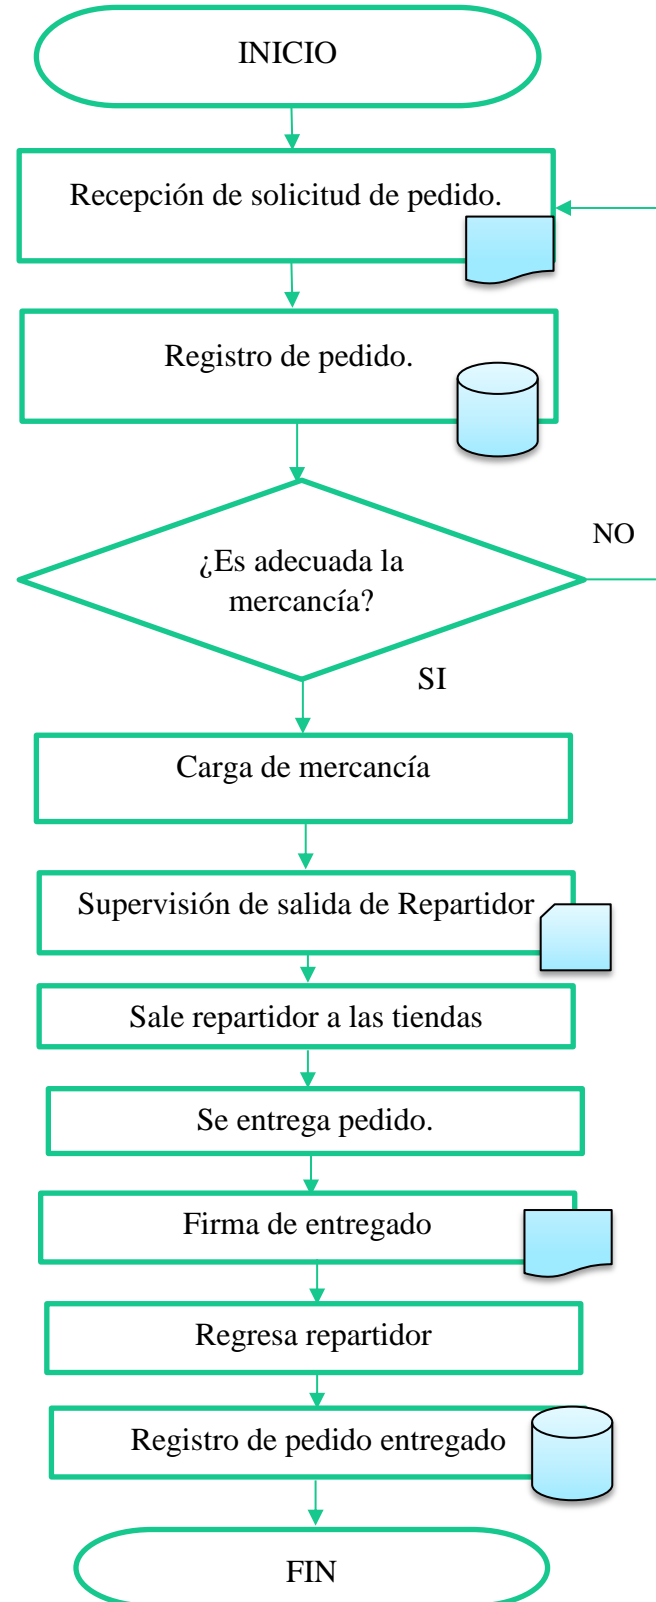 INICIO
Recepción de solicitud de pedido.
Registro de pedido.
¿Es adecuada la
mercancía?
NO
SI
Carga de mercancía
Supervisión de salida de Repartidor
Sale repartidor a las tiendas
Se entrega pedido.
Firma de entregado
Regresa repartidor
Registro de pedido entregado
FIN